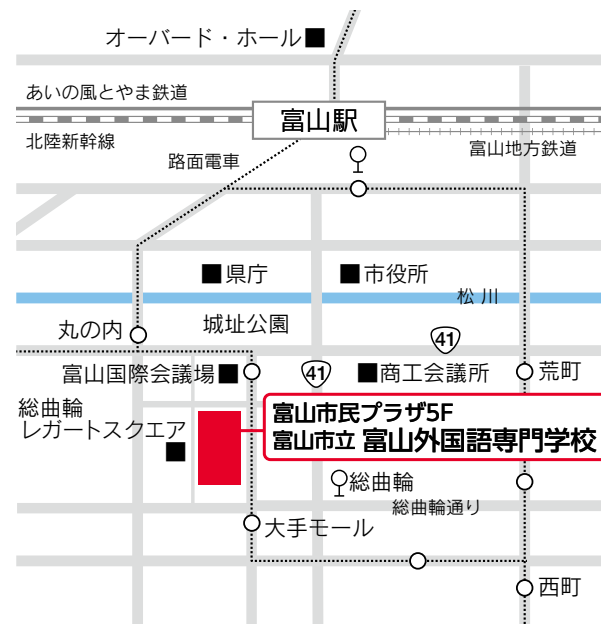 オーバード・ホール
あいの風とやま鉄道
富山駅
北陸新幹線
路面電車
富山地方鉄道
県庁
市役所
松川
城址公園
丸の内
41
富山国際会議場
41
商工会議所
荒町
総曲輪
レガートスクエア
富山市民プラザ5F
富山市立 富山外国語専門学校
総曲輪
総曲輪通り
大手モール
西町